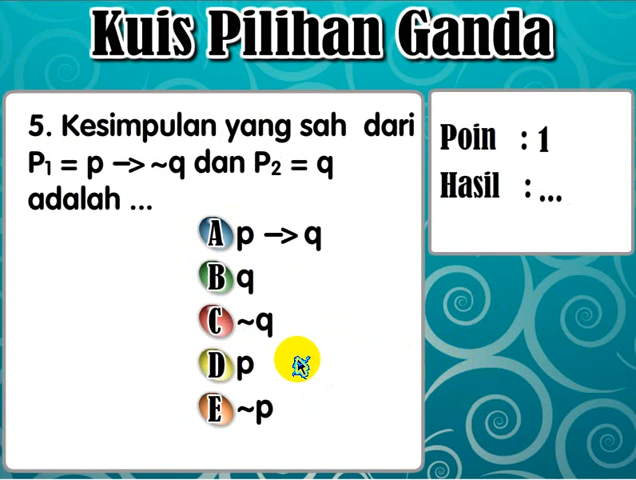 Kuis Pilihan Ganda
5. Kesimpulan yang sah dari
P₁ = p –> ~q dan P₂ = q
adalah ...
A p –> q
B q
C ~q
D p
E ~p
Poin : 1
Hasil : ...